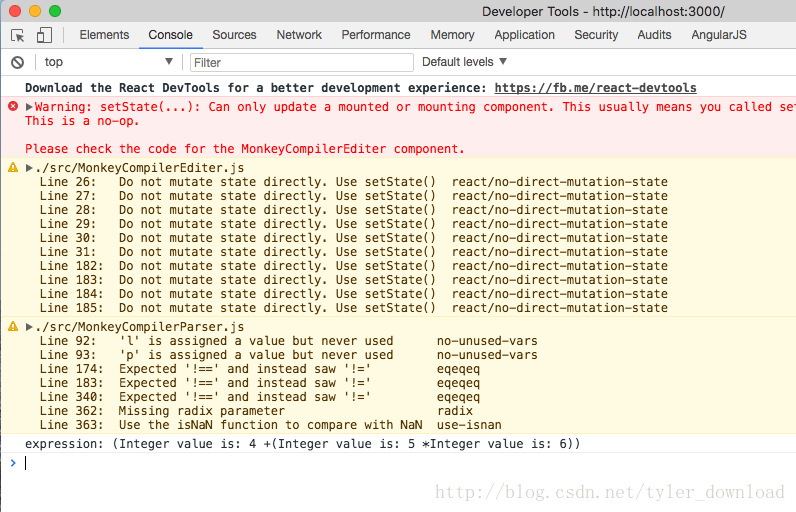 Developer Tools - http://localhost:3000/
Elements Console Sources Network Performance Memory Application Security Audits AngularJS
top ▼ Filter Default levels ▼
Download the React DevTools for a better development experience: https://fb.me/react-devtools
▶Warning: setState(...): Can only update a mounted or mounting component. This usually means you called set
This is a no-op.
Please check the code for the MonkeyCompilerEditer component.
▶./src/MonkeyCompilerEditer.js
Line 26: Do not mutate state directly. Use setState() react/no-direct-mutation-state
Line 27: Do not mutate state directly. Use setState() react/no-direct-mutation-state
Line 28: Do not mutate state directly. Use setState() react/no-direct-mutation-state
Line 29: Do not mutate state directly. Use setState() react/no-direct-mutation-state
Line 30: Do not mutate state directly. Use setState() react/no-direct-mutation-state
Line 31: Do not mutate state directly. Use setState() react/no-direct-mutation-state
Line 182: Do not mutate state directly. Use setState() react/no-direct-mutation-state
Line 183: Do not mutate state directly. Use setState() react/no-direct-mutation-state
Line 184: Do not mutate state directly. Use setState() react/no-direct-mutation-state
Line 185: Do not mutate state directly. Use setState() react/no-direct-mutation-state
▶./src/MonkeyCompilerParser.js
Line 92: 'l' is assigned a value but never used no-unused-vars
Line 93: 'p' is assigned a value but never used no-unused-vars
Line 174: Expected '!==' and instead saw '!=' eqeqeq
Line 183: Expected '!==' and instead saw '!=' eqeqeq
Line 340: Expected '!==' and instead saw '!=' eqeqeq
Line 362: Missing radix parameter radix
Line 363: Use the isNaN function to compare with NaN use-isnan
expression: (Integer value is: 4 +(Integer value is: 5 *Integer value is: 6))
>
http://blog.csdn.net/tyler_download